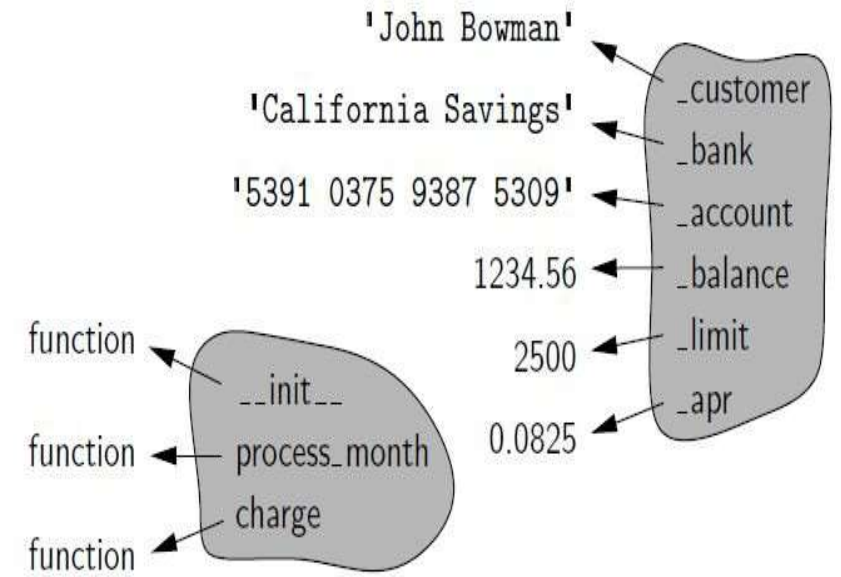 'John Bowman'
_customer
'California Savings'
_bank
'5391 0375 9387 5309'
_account
1234.56
_balance
2500
_limit
0.0825
_apr
function
__init__
function
process_month
function
charge